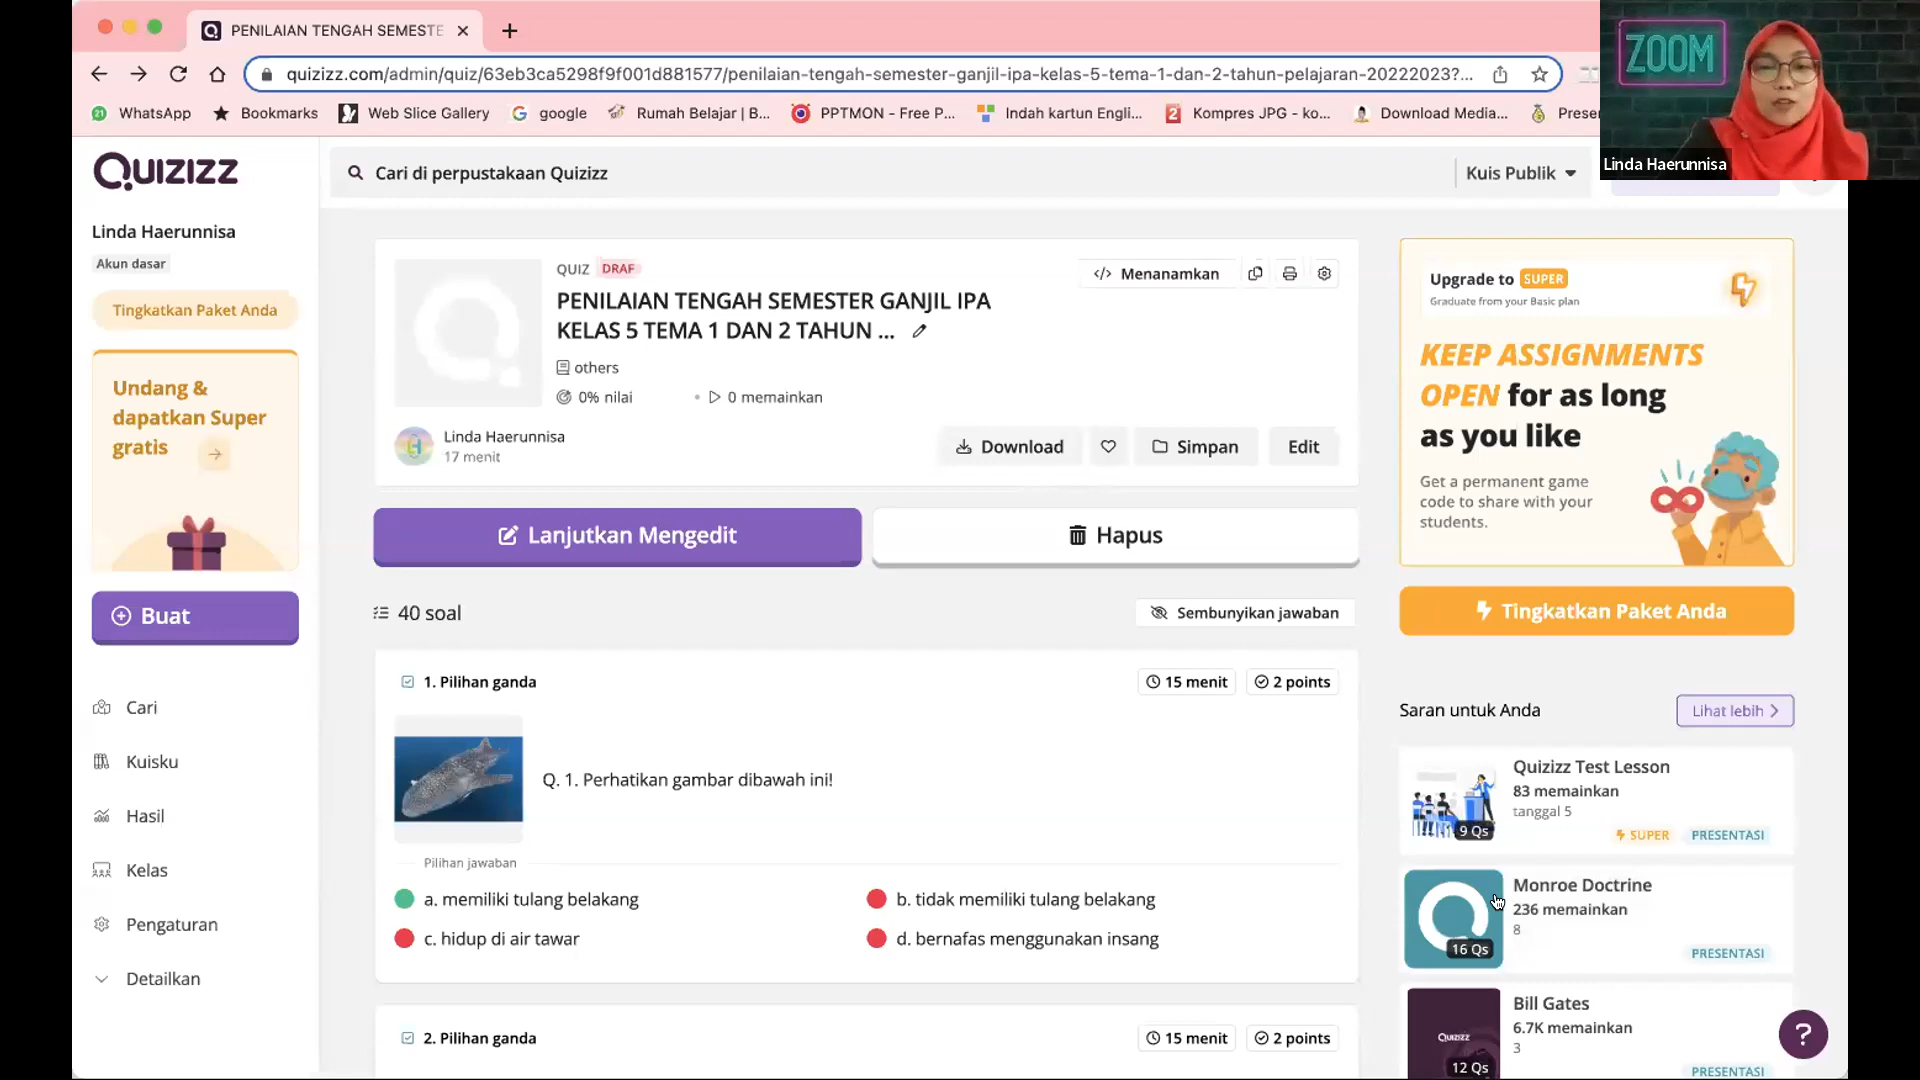 PENILAIAN TENGAH SEMESTE
quizizz.com/admin/quiz/63eb3ca5298f9f001d881577/penilaian-tengah-semester-ganjil-ipa-kelas-5-tema-1-dan-2-tahun-pelajaran-20222023?...
21 WhatsApp
Bookmarks
Web Slice Gallery
google
Rumah Belajar | B...
PPTMON - Free P...
Indah kartun Engli...
Kompres JPG - ko...
Download Media...
Presen
ZOOM
Linda Haerunnisa
QUIZIZZ
Cari di perpustakaan Quizizz
Kuis Publik
Linda Haerunnisa
Akun dasar
Tingkatkan Paket Anda
Undang &
dapatkan Super
gratis
Buat
Cari
Kuisku
Hasil
Kelas
Pengaturan
Detailkan
QUIZ DRAF
Menanamkan
PENILAIAN TENGAH SEMESTER GANJIL IPA
KELAS 5 TEMA 1 DAN 2 TAHUN ...
others
0% nilai • 0 memainkan
Linda Haerunnisa
17 menit
Download
Simpan
Edit
Lanjutkan Mengedit
Hapus
40 soal
Sembunyikan jawaban
1. Pilihan ganda
15 menit
2 points
Q. 1. Perhatikan gambar dibawah ini!
Pilihan jawaban
a. memiliki tulang belakang
b. tidak memiliki tulang belakang
c. hidup di air tawar
d. bernafas menggunakan insang
2. Pilihan ganda
15 menit
2 points
Upgrade to SUPER
Graduate from your Basic plan
KEEP ASSIGNMENTS
OPEN for as long
as you like
Get a permanent game
code to share with your
students.
Tingkatkan Paket Anda
Saran untuk Anda
Lihat lebih
Quizizz Test Lesson
83 memainkan
tanggal 5
9 Qs
SUPER
PRESENTASI
Monroe Doctrine
236 memainkan
8
16 Qs
PRESENTASI
Bill Gates
6.7K memainkan
3
QUIZIZZ
12 Qs
PRESENTASI
?